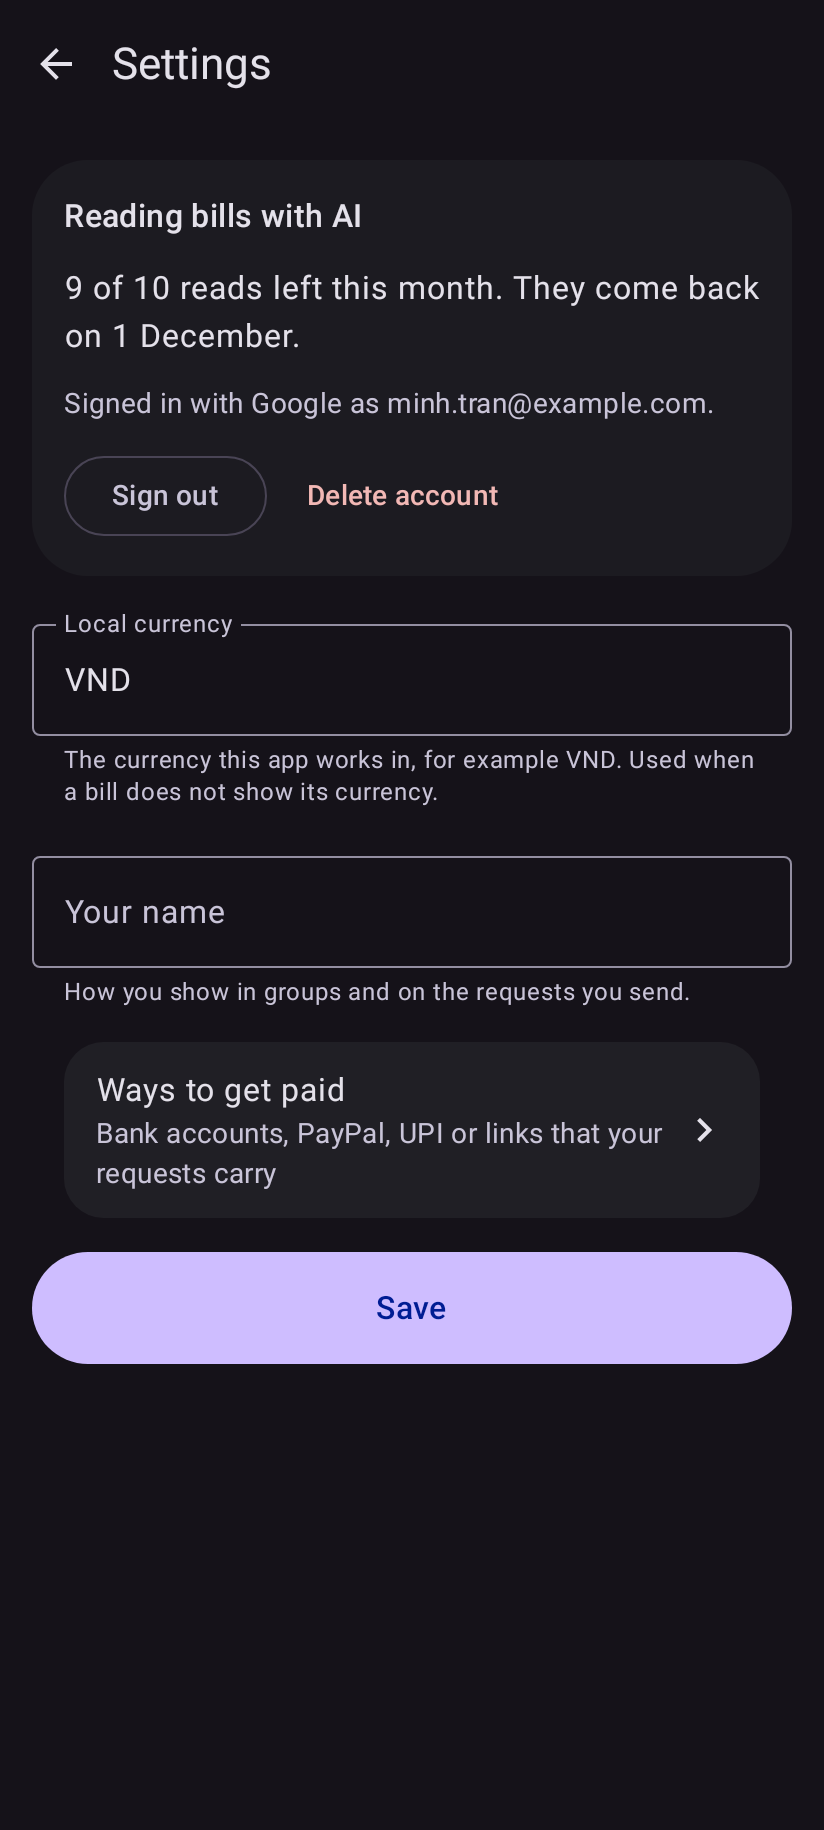 Settings
Reading bills with AI
9 of 10 reads left this month. They come back
on 1 December.
Signed in with Google as minh.tran@example.com.
Sign out
Delete account
Local currency
VND
The currency this app works in, for example VND. Used when
a bill does not show its currency.
Your name
How you show in groups and on the requests you send.
Ways to get paid
Bank accounts, PayPal, UPI or links that your
requests carry
Save